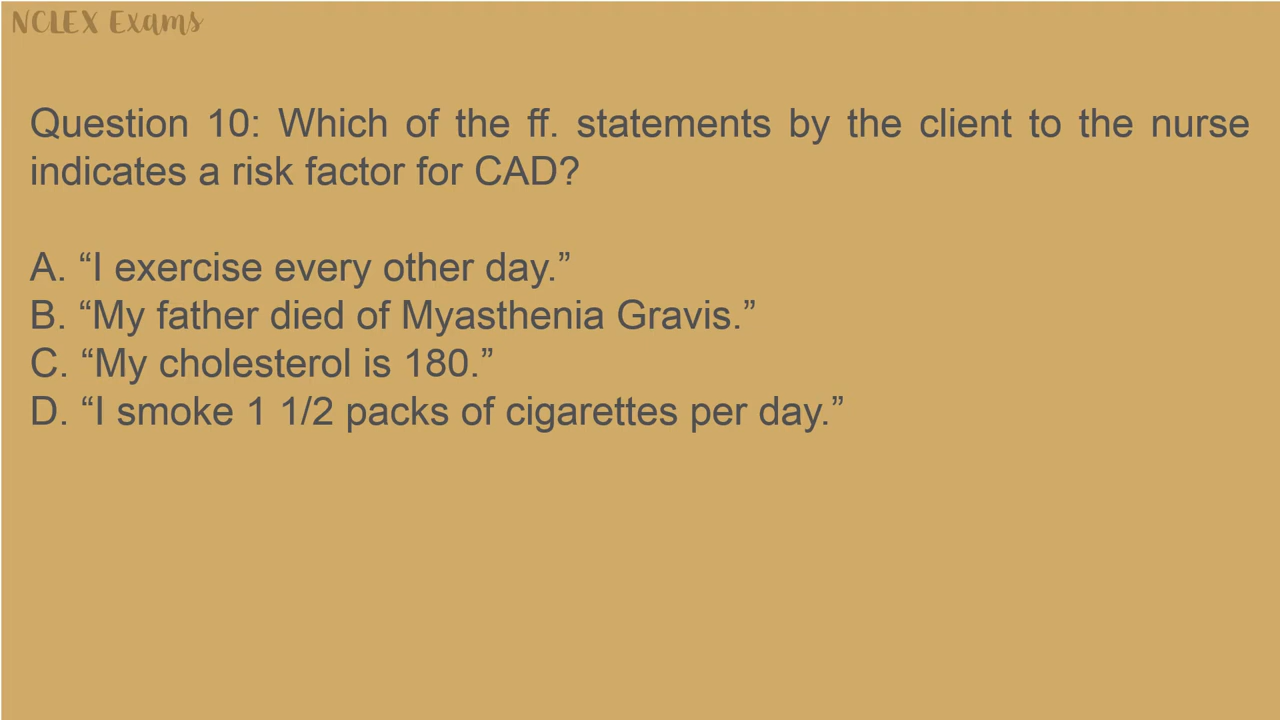 NCLEX Exams
Question 10: Which of the ff. statements by the client to the nurse
indicates a risk factor for CAD?
A. “I exercise every other day.”
B. “My father died of Myasthenia Gravis.”
C. “My cholesterol is 180.”
D. “I smoke 1 1/2 packs of cigarettes per day.”